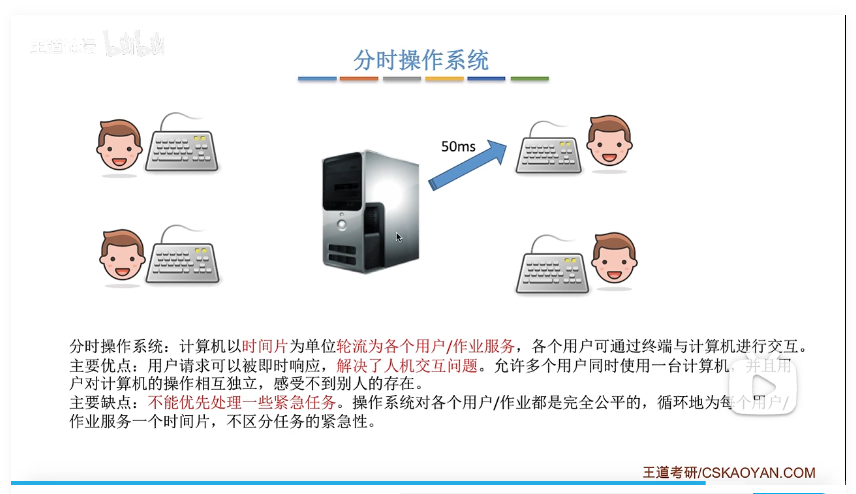 王道考研 bilibili
分时操作系统
50ms
分时操作系统：计算机以时间片为单位轮流为各个用户/作业服务，各个用户可通过终端与计算机进行交互。
主要优点：用户请求可以被即时响应，解决了人机交互问题。允许多个用户同时使用一台计算机，并且用
户对计算机的操作相互独立，感受不到别人的存在。
主要缺点：不能优先处理一些紧急任务。操作系统对各个用户/作业都是完全公平的，循环地为每个用户/
作业服务一个时间片，不区分任务的紧急性。
王道考研/CSKAOYAN.COM